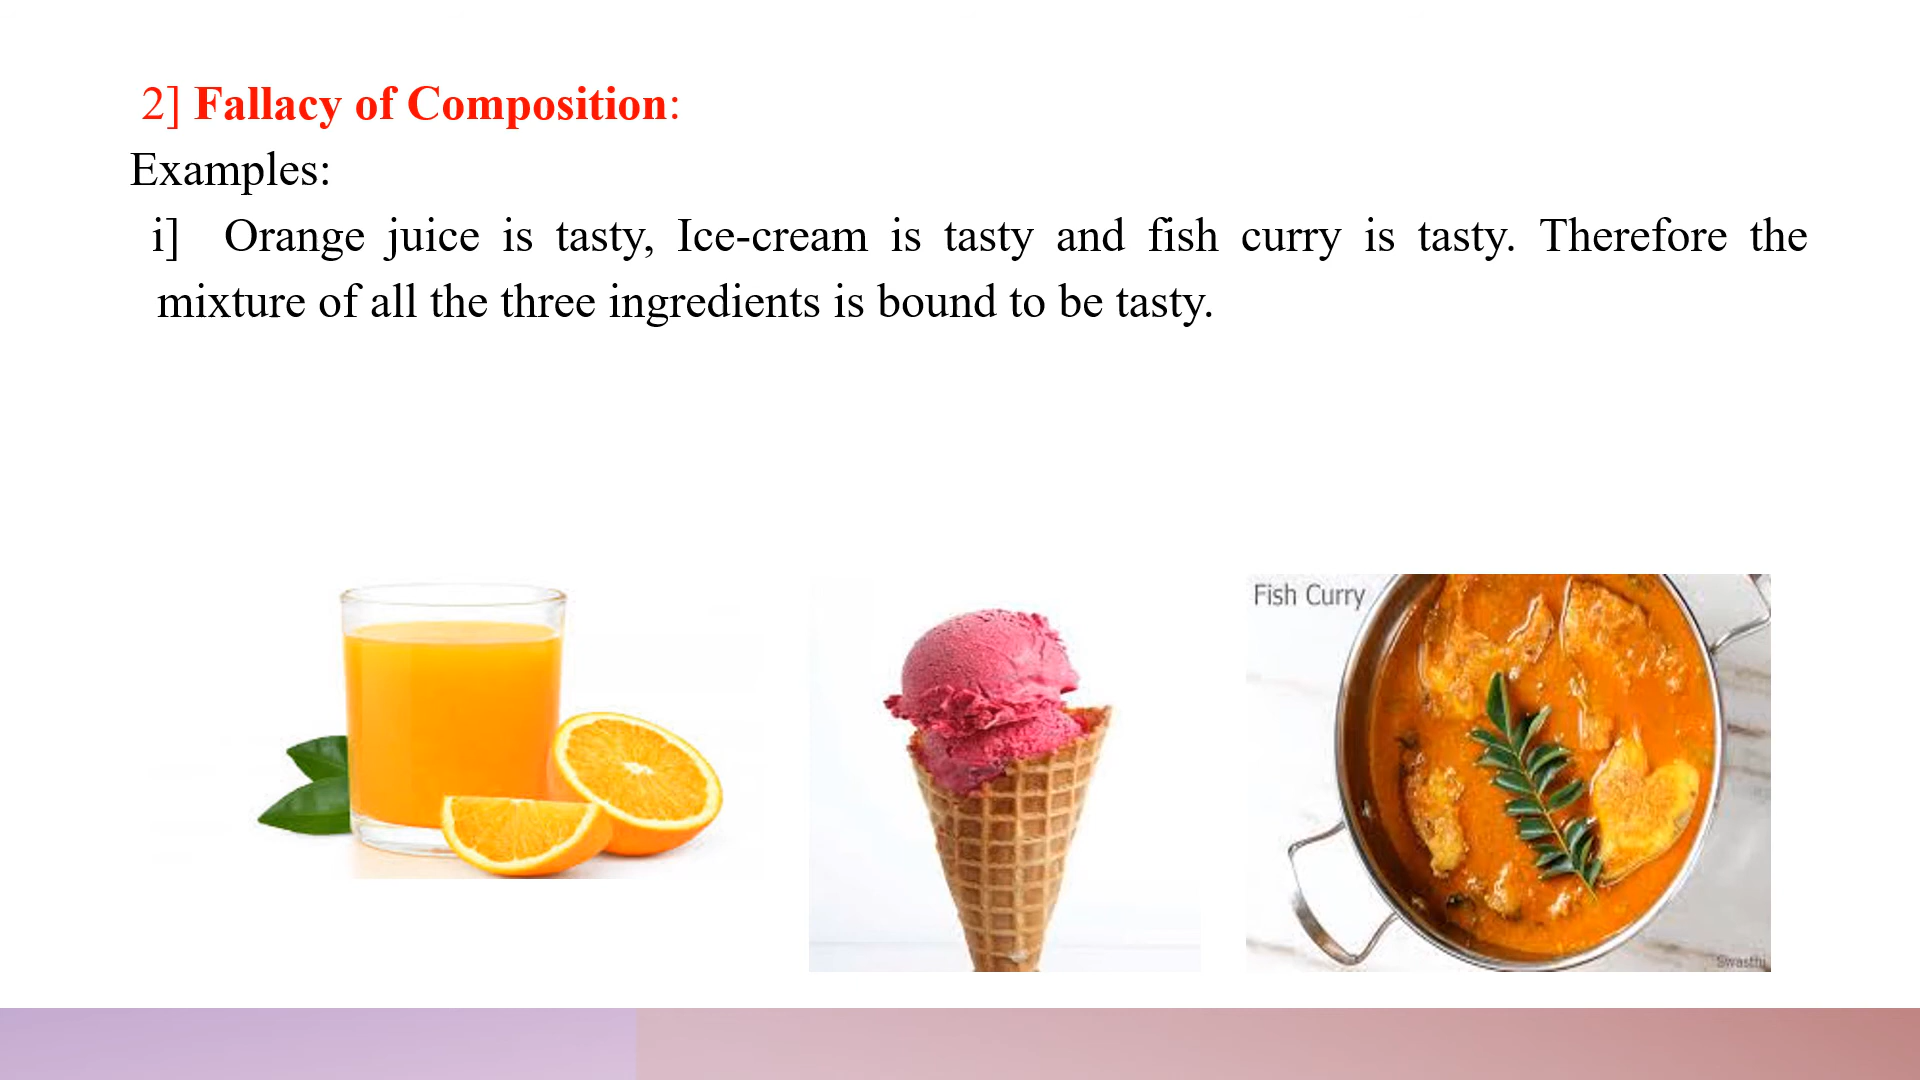 2] Fallacy of Composition:
Examples:
i] Orange juice is tasty, Ice-cream is tasty and fish curry is tasty. Therefore the
mixture of all the three ingredients is bound to be tasty.
Fish Curry
Swasthi